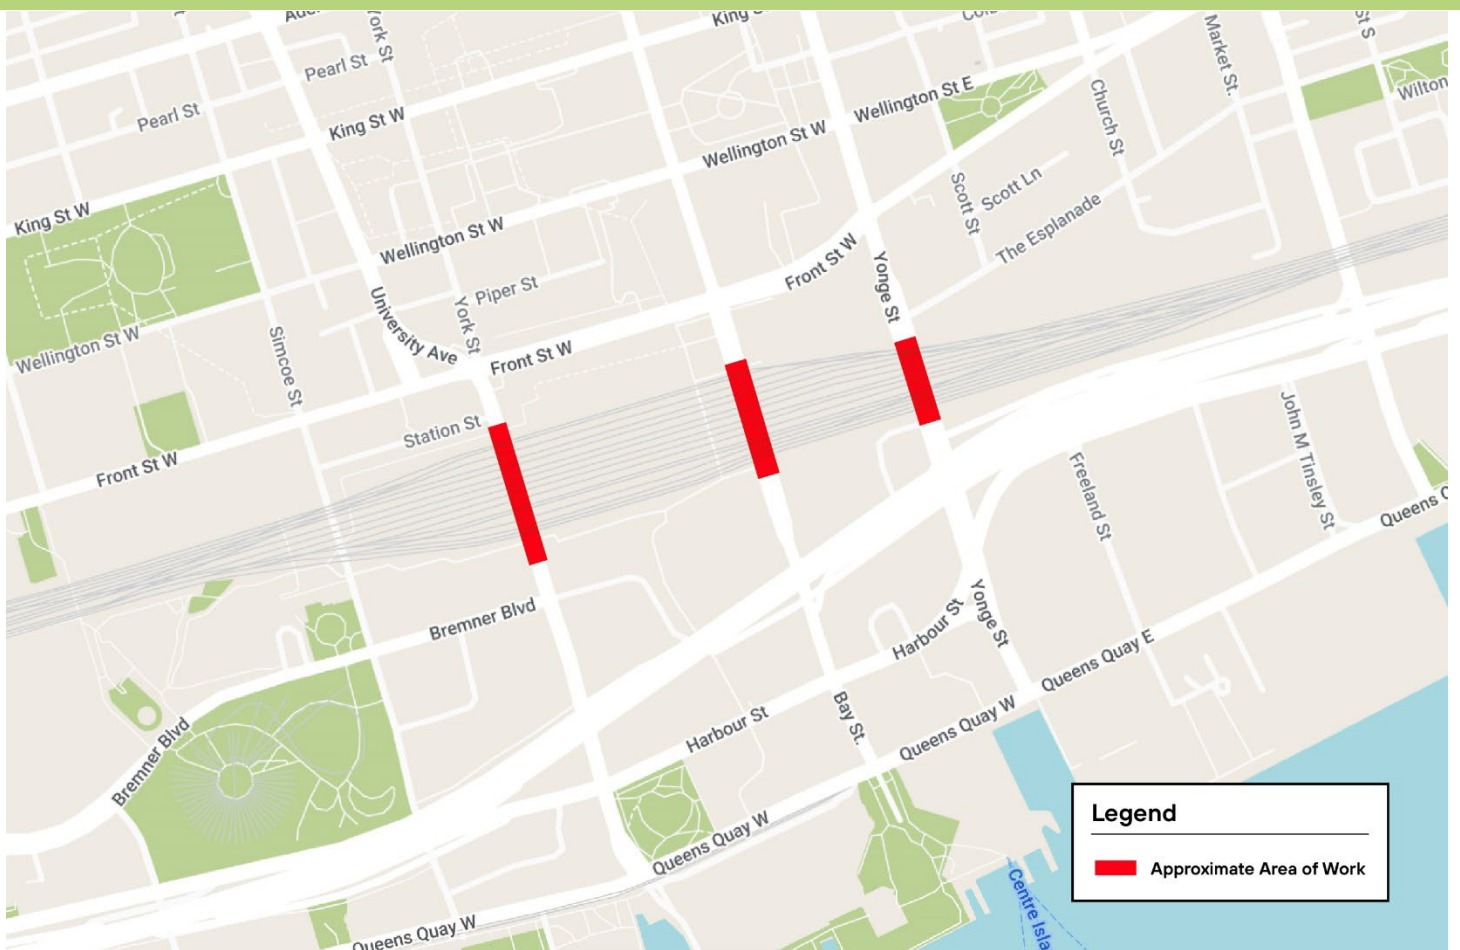 York St
King
Pearl St
Market St.
Church St
Wilton
Wellington St E
Pearl St
King St W
Wellington St W
Scott St
Scott Ln
King St W
The Esplanade
Wellington St W
Front St W
Yonge St
Piper St
University Ave
York St
Simcoe St
Wellington St W
Front St W
Station St
Front St W
John M Tinsley St
Freeland St
Queens
Bremner Blvd
Harbour St
Yonge St
Queens Quay E
Bay St.
Harbour St
Queens Quay W
Bremner Blvd
Queens Quay W
Queens Quay W
Centre Isla
Legend
Approximate Area of Work